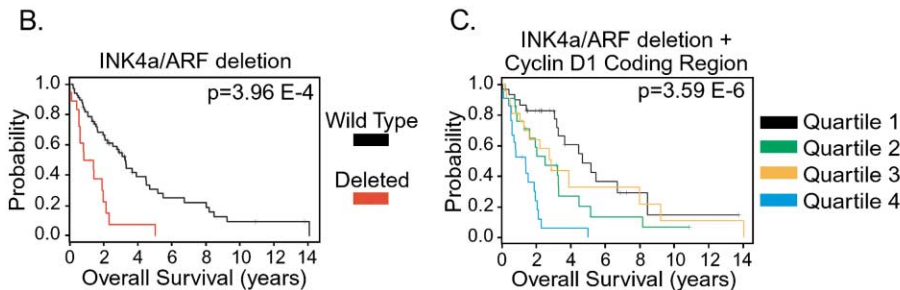 B.
INK4a/ARF deletion
p=3.96 E-4
Probability
1.0
0.8
0.6
0.4
0.2
0.0
0 2 4 6 8 10 12 14
Overall Survival (years)
Wild Type
Deleted
C.
INK4a/ARF deletion +
Cyclin D1 Coding Region
p=3.59 E-6
Probability
1.0
0.8
0.6
0.4
0.2
0.0
0 2 4 6 8 10 12 14
Overall Survival (years)
Quartile 1
Quartile 2
Quartile 3
Quartile 4